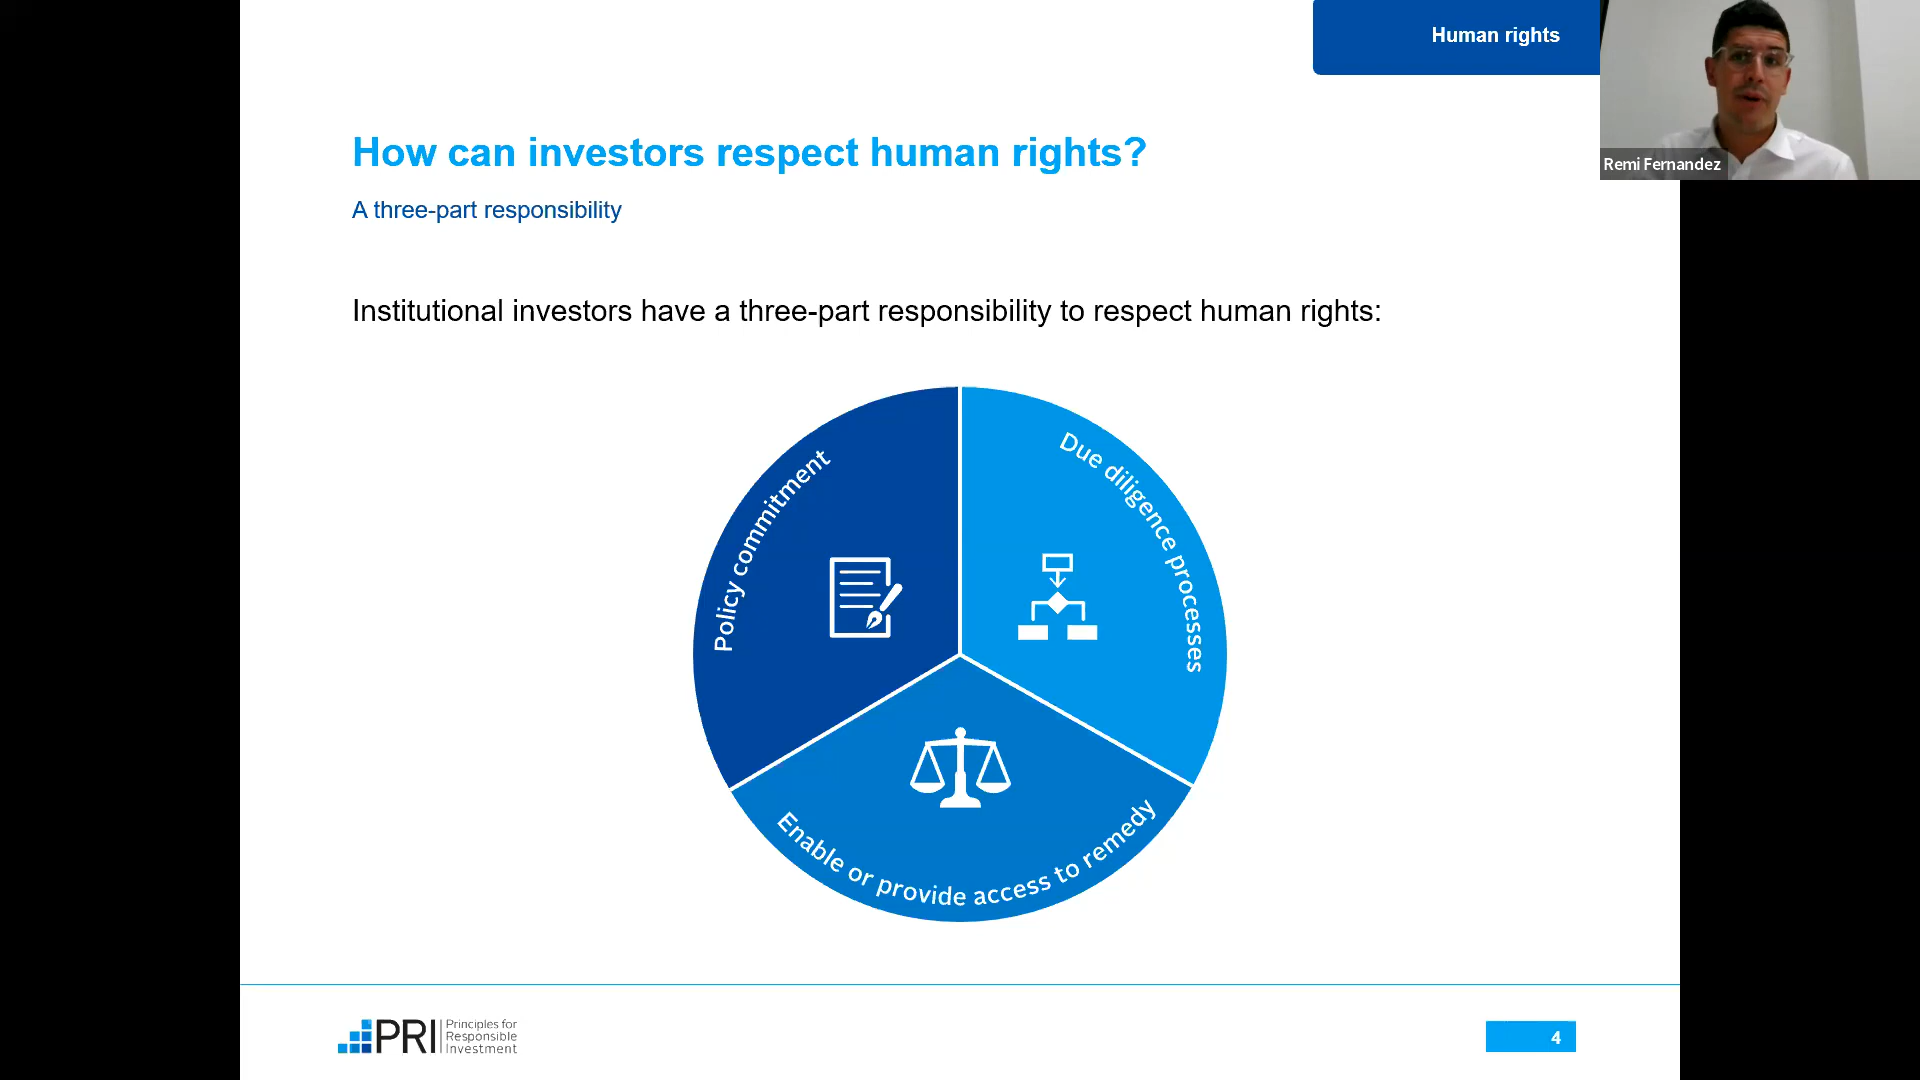 Human rights
Remi Fernandez
How can investors respect human rights?
A three-part responsibility
Institutional investors have a three-part responsibility to respect human rights:
Policy commitment
Due diligence processes
Enable or provide access to remedy
PRI
Principles for
Responsible
Investment
4